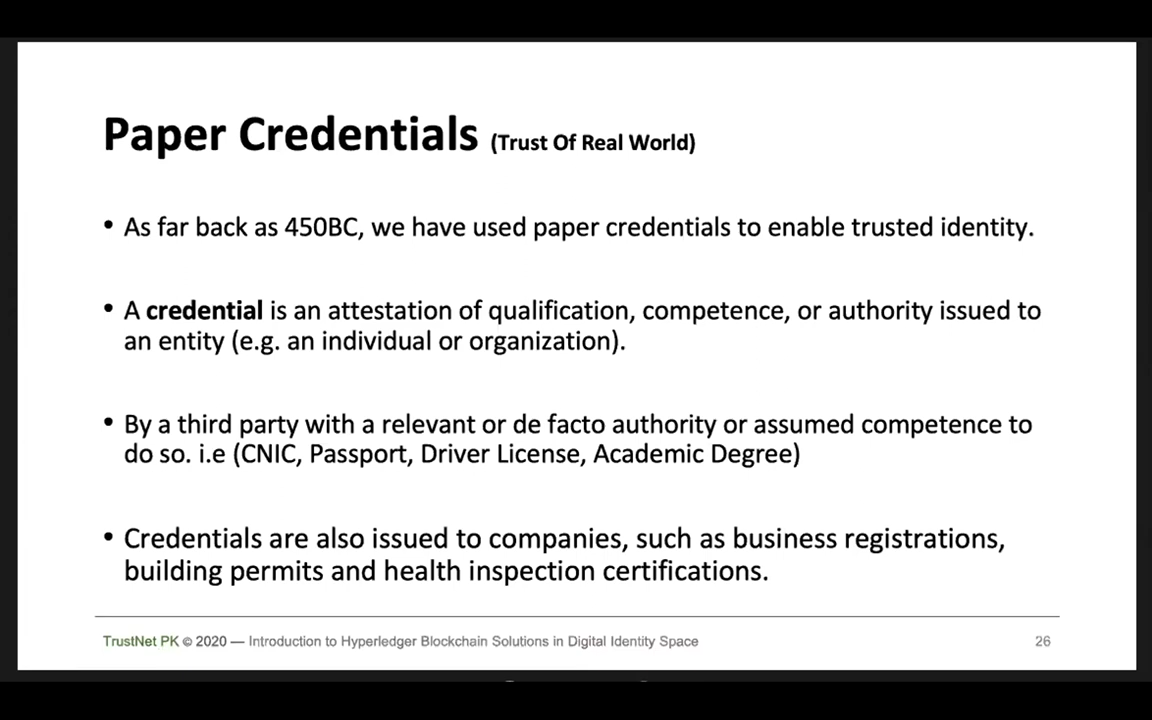 Paper Credentials (Trust Of Real World)
• As far back as 450BC, we have used paper credentials to enable trusted identity.
• A credential is an attestation of qualification, competence, or authority issued to
an entity (e.g. an individual or organization).
• By a third party with a relevant or de facto authority or assumed competence to
do so. i.e (CNIC, Passport, Driver License, Academic Degree)
• Credentials are also issued to companies, such as business registrations,
building permits and health inspection certifications.
TrustNet PK © 2020 — Introduction to Hyperledger Blockchain Solutions in Digital Identity Space 26